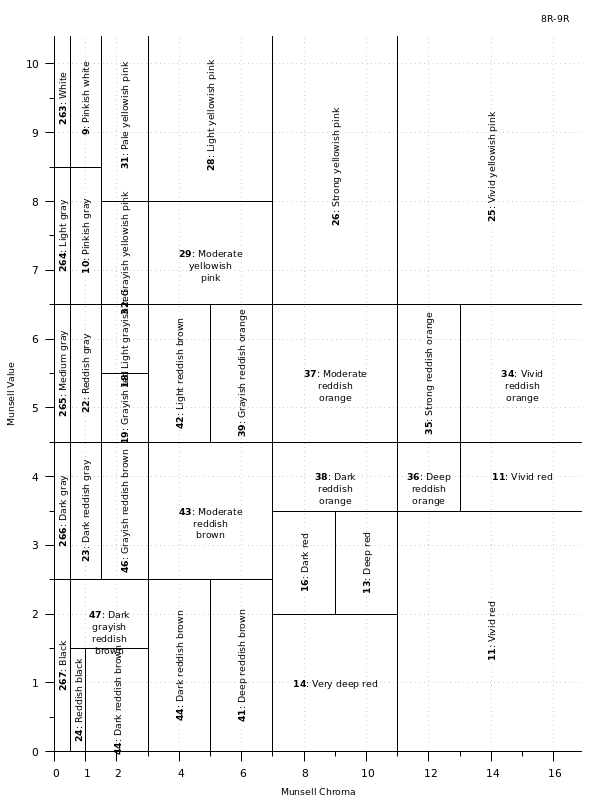 8R-9R
10
9
8
7
6
5
4
3
2
1
0
Munsell Value
263: White
9: Pinkish white
31: Pale yellowish pink
28: Light yellowish pink
26: Strong yellowish pink
25: Vivid yellowish pink
264: Light gray
10: Pinkish gray
32: Grayish yellowish pink
29: Moderate
yellowish
pink
265: Medium gray
22: Reddish gray
18: Light grayish red
19: Grayish red
42: Light reddish brown
39: Grayish reddish orange
37: Moderate
reddish
orange
35: Strong reddish orange
34: Vivid
reddish
orange
266: Dark gray
23: Dark reddish gray
46: Grayish reddish brown
43: Moderate
reddish
brown
38: Dark
reddish
orange
36: Deep
reddish
orange
11: Vivid red
16: Dark red
13: Deep red
267: Black
47: Dark
grayish
reddish
brown
24: Reddish black
44: Dark reddish brown
44: Dark reddish brown
41: Deep reddish brown
14: Very deep red
11: Vivid red
0 1 2 4 6 8 10 12 14 16
Munsell Chroma